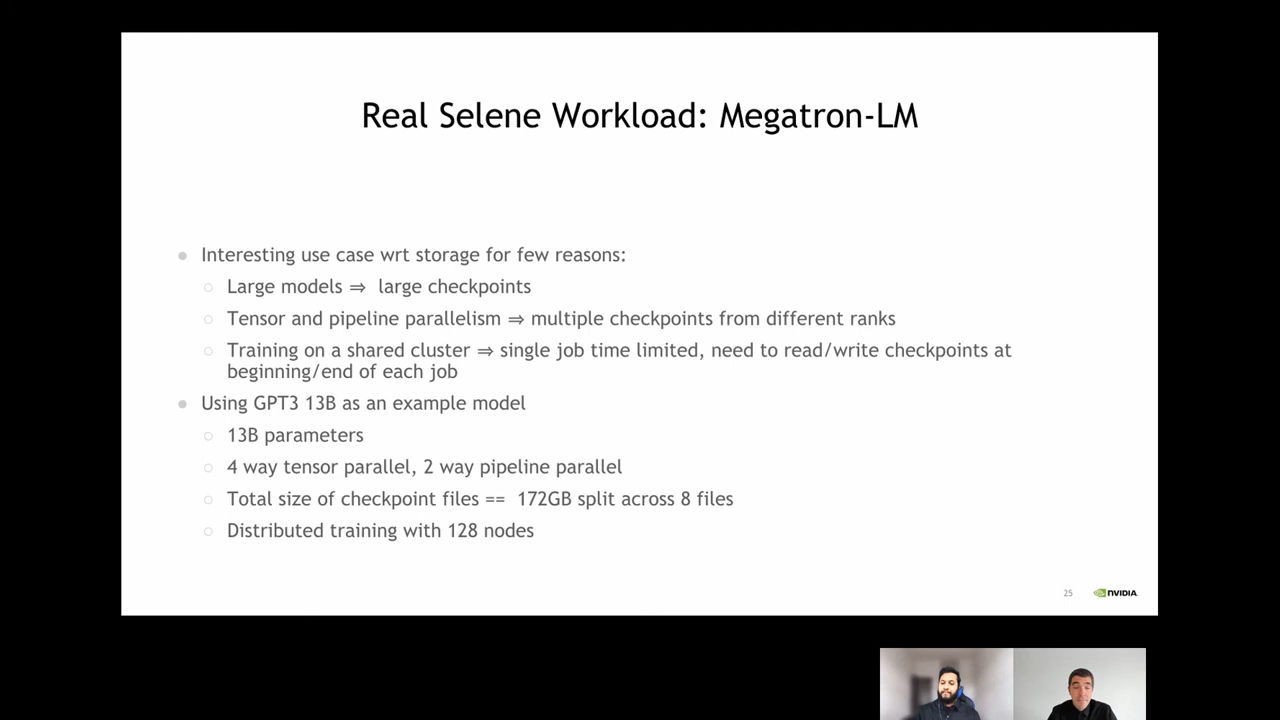 Real Selene Workload: Megatron-LM
● Interesting use case wrt storage for few reasons:
○ Large models ⇒ large checkpoints
○ Tensor and pipeline parallelism ⇒ multiple checkpoints from different ranks
○ Training on a shared cluster ⇒ single job time limited, need to read/write checkpoints at
beginning/end of each job
● Using GPT3 13B as an example model
○ 13B parameters
○ 4 way tensor parallel, 2 way pipeline parallel
○ Total size of checkpoint files == 172GB split across 8 files
○ Distributed training with 128 nodes
25 NVIDIA